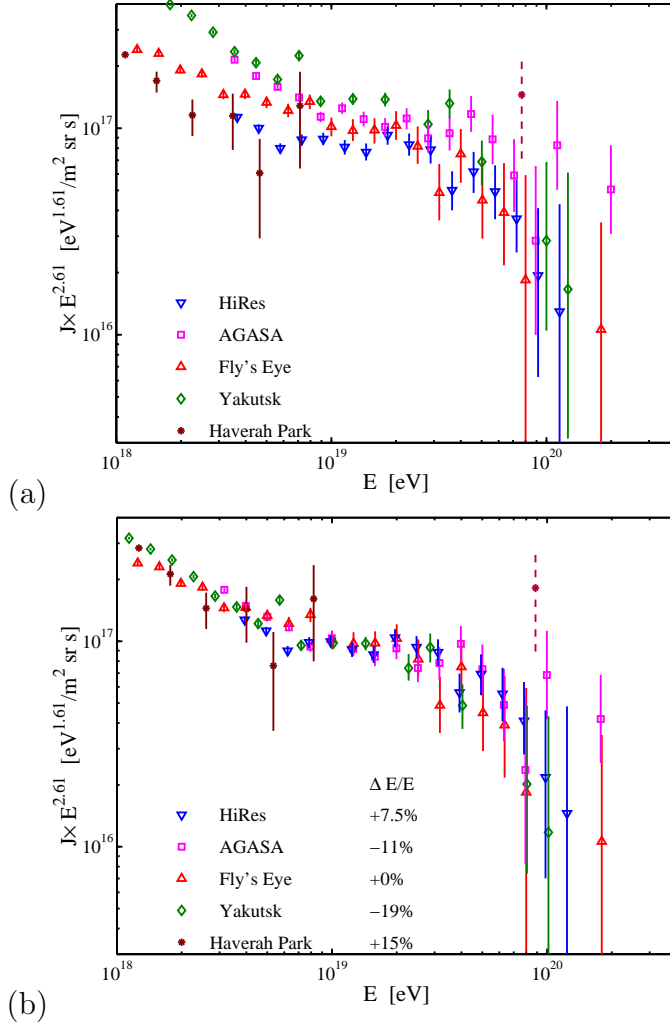 10^17
10^16
J× E^2.61 [eV^1.61/m^2 sr s]
HiRes
AGASA
Fly's Eye
Yakutsk
Haverah Park
10^18
10^19
10^20
E [eV]
(a)
10^17
10^16
J× E^2.61 [eV^1.61/m^2 sr s]
Δ E/E
HiRes +7.5%
AGASA −11%
Fly's Eye +0%
Yakutsk −19%
Haverah Park +15%
10^18
10^19
10^20
E [eV]
(b)